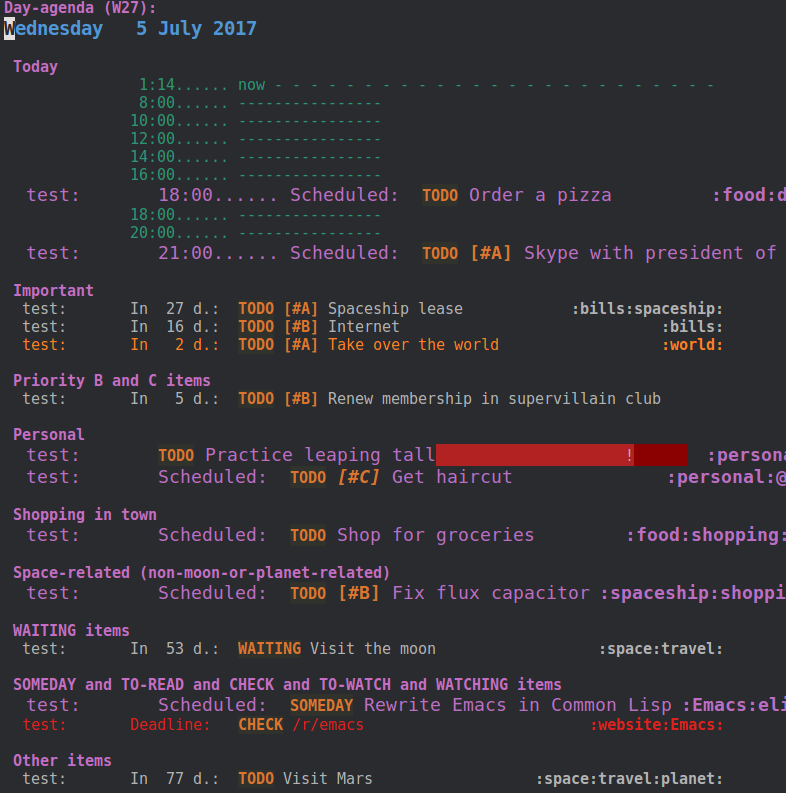 Day-agenda (W27):
Wednesday   5 July 2017
Today
1:14...... now - - - - - - - - - - - - - - - - - - - - - - - - -
8:00...... ----------------
10:00...... ----------------
12:00...... ----------------
14:00...... ----------------
16:00...... ----------------
test:       18:00...... Scheduled:  TODO Order a pizza         :food:d
18:00...... ----------------
20:00...... ----------------
test:       21:00...... Scheduled:  TODO [#A] Skype with president of
Important
test:       In  27 d.:  TODO [#A] Spaceship lease            :bills:spaceship:
test:       In  16 d.:  TODO [#B] Internet                             :bills:
test:       In   2 d.:  TODO [#A] Take over the world                  :world:
Priority B and C items
test:       In   5 d.:  TODO [#B] Renew membership in supervillain club
Personal
test:       TODO Practice leaping tall                 !      :persona
test:       Scheduled:  TODO [#C] Get haircut              :personal:@
Shopping in town
test:       Scheduled:  TODO Shop for groceries        :food:shopping:
Space-related (non-moon-or-planet-related)
test:       Scheduled:  TODO [#B] Fix flux capacitor :spaceship:shoppi
WAITING items
test:       In  53 d.:  WAITING Visit the moon                  :space:travel:
SOMEDAY and TO-READ and CHECK and TO-WATCH and WATCHING items
test:       Scheduled:  SOMEDAY Rewrite Emacs in Common Lisp :Emacs:eli
test:       Deadline:   CHECK /r/emacs                         :website:Emacs:
Other items
test:       In  77 d.:  TODO Visit Mars                  :space:travel:planet: